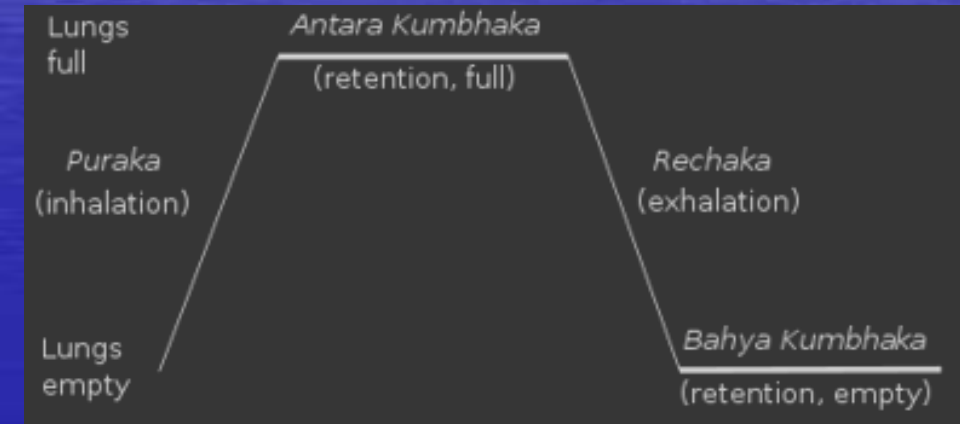 Lungs
full
Antara Kumbhaka
(retention, full)
Puraka
(inhalation)
Rechaka
(exhalation)
Lungs
empty
Bahya Kumbhaka
(retention, empty)